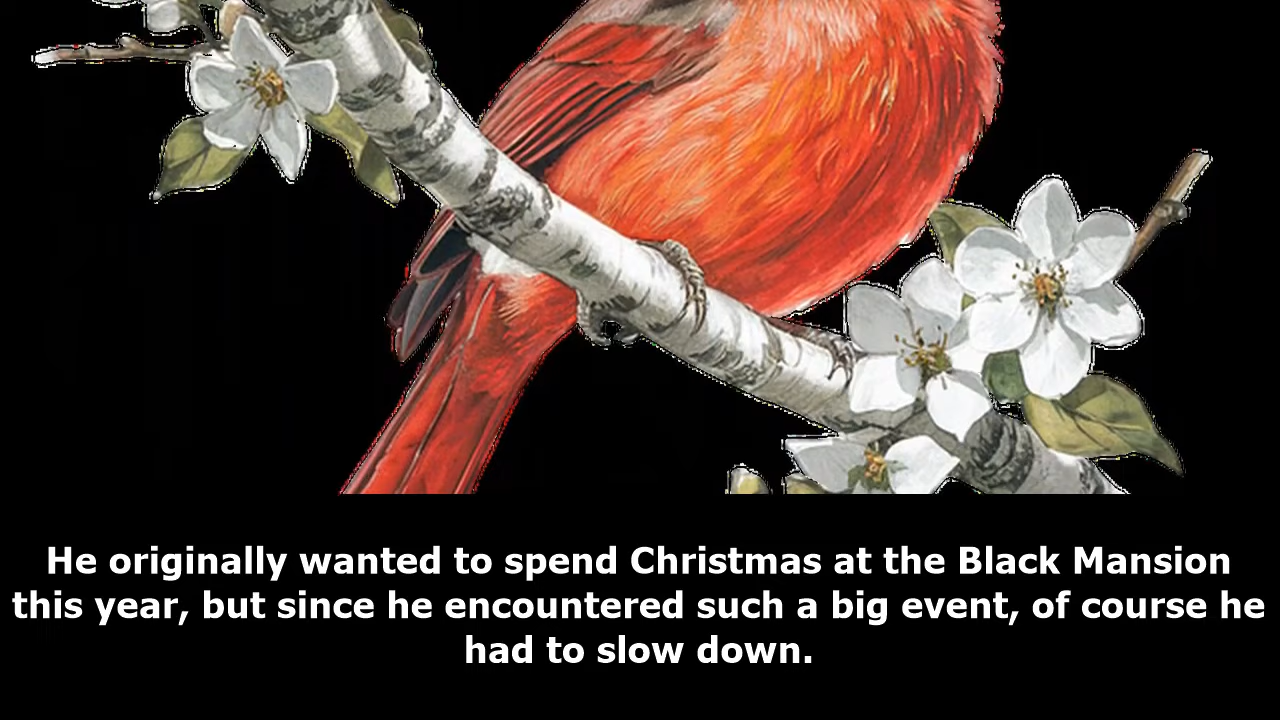 He originally wanted to spend Christmas at the Black Mansion
this year, but since he encountered such a big event, of course he
had to slow down.